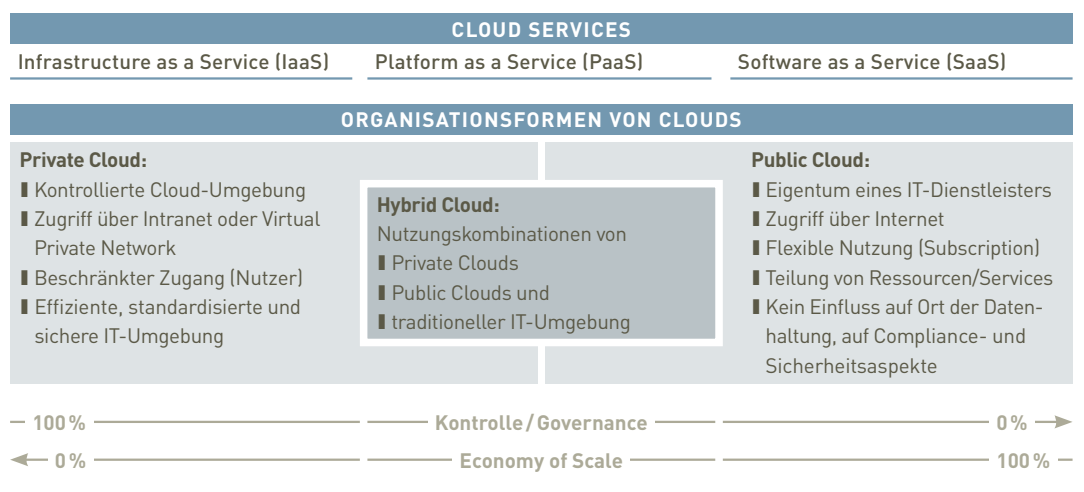 CLOUD SERVICES
Infrastructure as a Service (IaaS)
Platform as a Service (PaaS)
Software as a Service (SaaS)
ORGANISATIONSFORMEN VON CLOUDS
Private Cloud:
▮ Kontrollierte Cloud-Umgebung
▮ Zugriff über Intranet oder Virtual
Private Network
▮ Beschränkter Zugang (Nutzer)
▮ Effiziente, standardisierte und
sichere IT-Umgebung
Hybrid Cloud:
Nutzungskombinationen von
▮ Private Clouds
▮ Public Clouds und
▮ traditioneller IT-Umgebung
Public Cloud:
▮ Eigentum eines IT-Dienstleisters
▮ Zugriff über Internet
▮ Flexible Nutzung (Subscription)
▮ Teilung von Ressourcen/Services
▮ Kein Einfluss auf Ort der Daten-
haltung, auf Compliance- und
Sicherheitsaspekte
100 % Kontrolle/Governance 0 %
0 % Economy of Scale 100 %